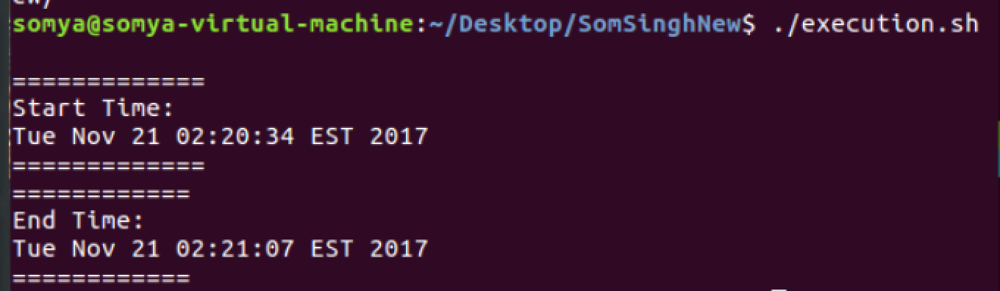 somya@somya-virtual-machine:~/Desktop/SomSinghNew$ ./execution.sh
=============
Start Time:
Tue Nov 21 02:20:34 EST 2017
=============
============
End Time:
Tue Nov 21 02:21:07 EST 2017
============